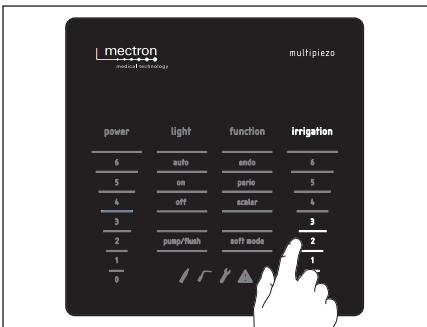 mectron
medical technology
multipiezo
power light function irrigation
6 auto endo 6
5 on perio 5
4 off scaler 4
3 3
2 pump/flush soft mode 2
1 1
0